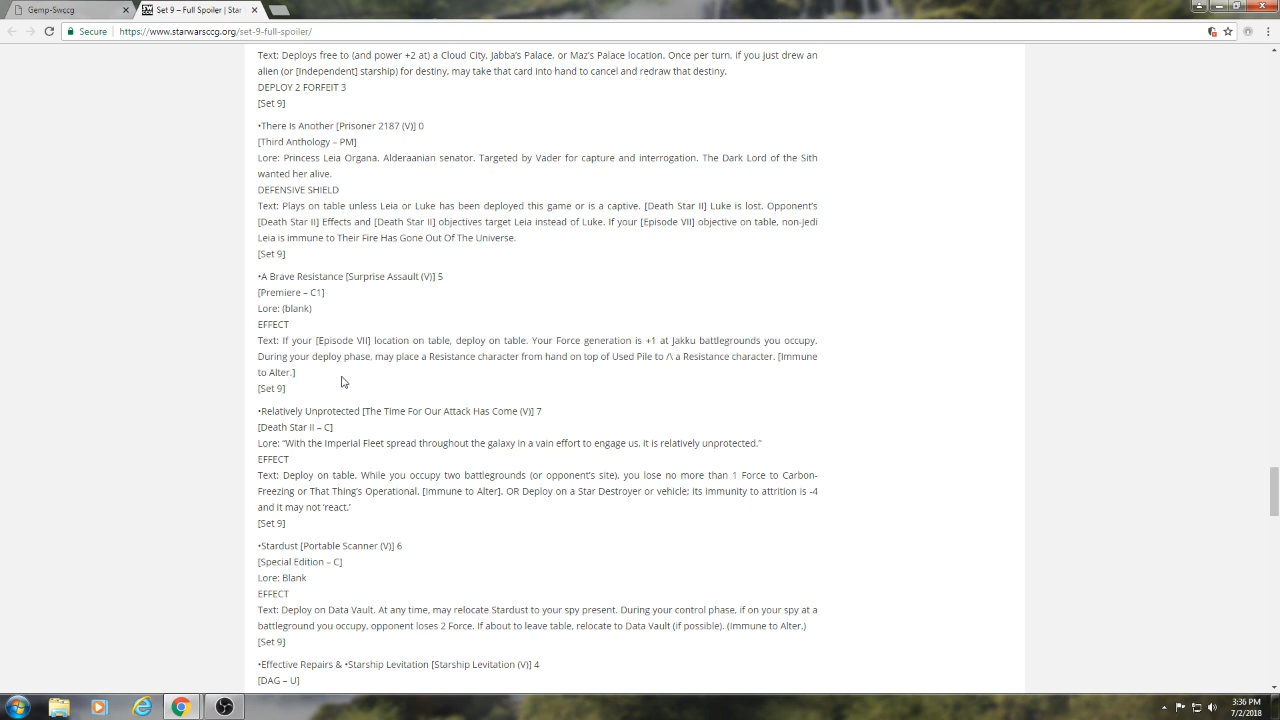 Gemp-Swccg
Set 9 – Full Spoiler | Star
Secure
https://www.starwarsccg.org/set-9-full-spoiler/
Text: Deploys free to (and power +2 at) a Cloud City, Jabba's Palace, or Maz's Palace location. Once per turn, if you just drew an
alien (or [Independent] starship) for destiny, may take that card into hand to cancel and redraw that destiny.
DEPLOY 2 FORFEIT 3
[Set 9]
•There Is Another [Prisoner 2187 (V)] 0
[Third Anthology – PM]
Lore: Princess Leia Organa. Alderaanian senator. Targeted by Vader for capture and interrogation. The Dark Lord of the Sith
wanted her alive.
DEFENSIVE SHIELD
Text: Plays on table unless Leia or Luke has been deployed this game or is a captive. [Death Star II] Luke is lost. Opponent's
[Death Star II] Effects and [Death Star II] objectives target Leia instead of Luke. If your [Episode VII] objective on table, non-Jedi
Leia is immune to Their Fire Has Gone Out Of The Universe.
[Set 9]
•A Brave Resistance [Surprise Assault (V)] 5
[Premiere – C1]
Lore: (blank)
EFFECT
Text: If your [Episode VII] location on table, deploy on table. Your Force generation is +1 at Jakku battlegrounds you occupy.
During your deploy phase, may place a Resistance character from hand on top of Used Pile to /\ a Resistance character. [Immune
to Alter.]
[Set 9]
•Relatively Unprotected [The Time For Our Attack Has Come (V)] 7
[Death Star II – C]
Lore: “With the Imperial Fleet spread throughout the galaxy in a vain effort to engage us, it is relatively unprotected.”
EFFECT
Text: Deploy on table. While you occupy two battlegrounds (or opponent's site), you lose no more than 1 Force to Carbon-
Freezing or That Thing's Operational. [Immune to Alter]. OR Deploy on a Star Destroyer or vehicle; its immunity to attrition is -4
and it may not ‘react.’
[Set 9]
•Stardust [Portable Scanner (V)] 6
[Special Edition – C]
Lore: Blank
EFFECT
Text: Deploy on Data Vault. At any time, may relocate Stardust to your spy present. During your control phase, if on your spy at a
battleground you occupy, opponent loses 2 Force. If about to leave table, relocate to Data Vault (if possible). (Immune to Alter.)
[Set 9]
•Effective Repairs & •Starship Levitation [Starship Levitation (V)] 4
[DAG – U]
3:36 PM
7/2/2018